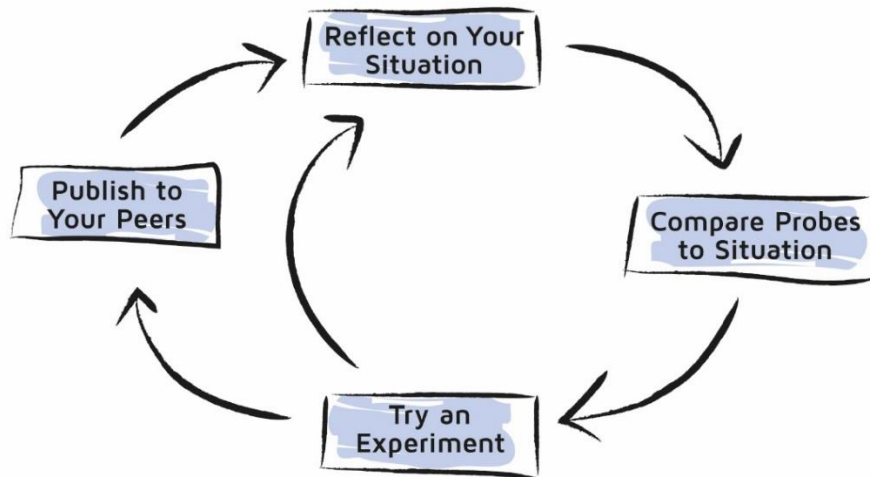 Reflect on Your
Situation
Compare Probes
to Situation
Try an
Experiment
Publish to
Your Peers